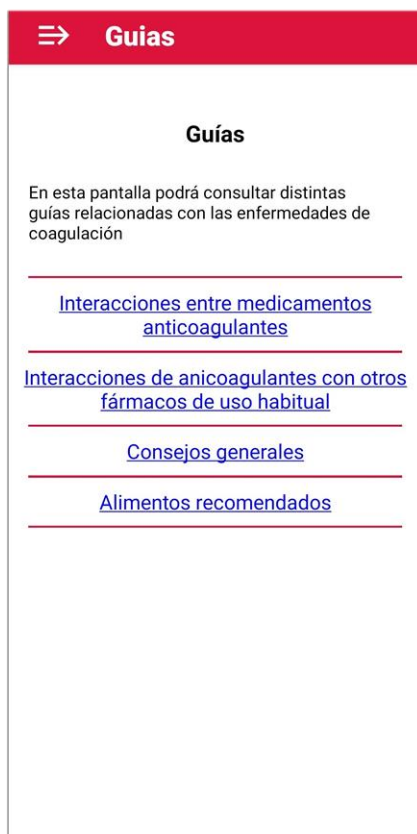 Guias
Guías
En esta pantalla podrá consultar distintas
guías relacionadas con las enfermedades de
coagulación
Interacciones entre medicamentos
anticoagulantes
Interacciones de anicoagulantes con otros
fármacos de uso habitual
Consejos generales
Alimentos recomendados